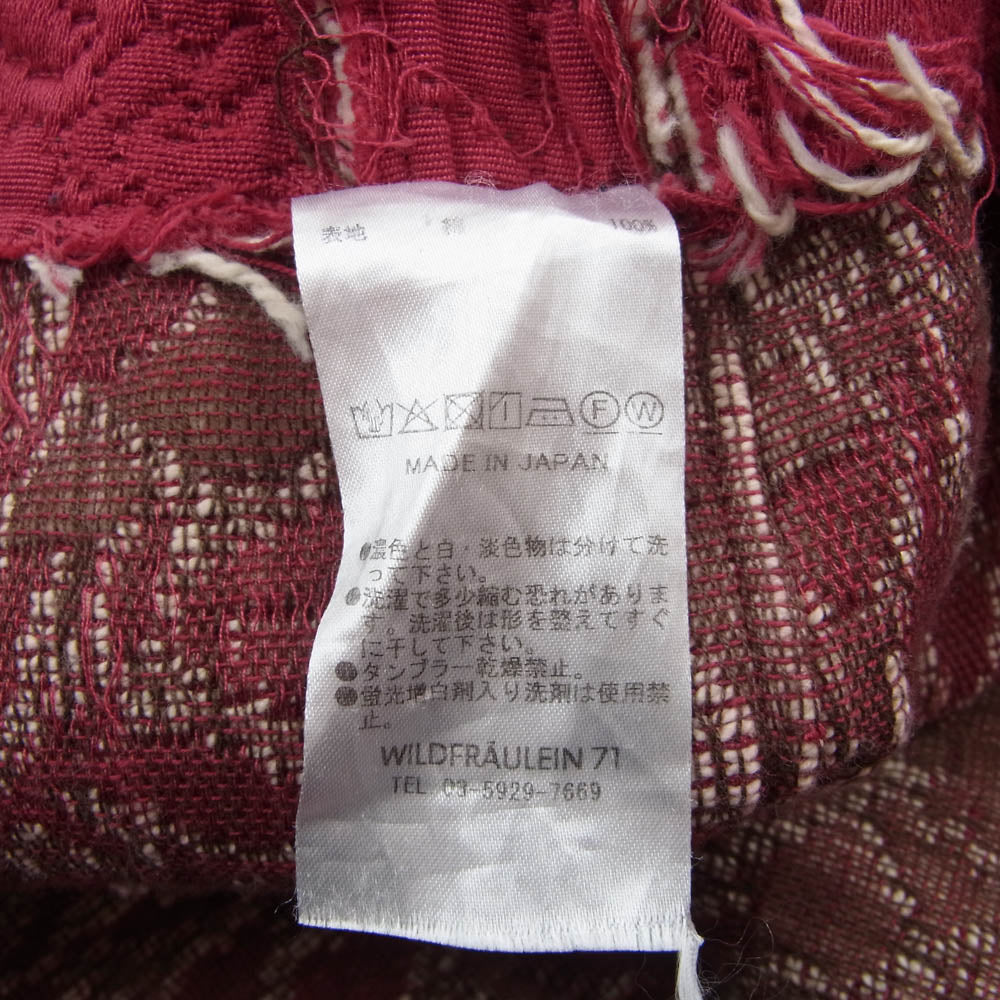 表地 綿 100%
F W
MADE IN JAPAN
●濃色と白・淡色物は分けて洗
って下さい。
●洗濯で多少縮む恐れがありま
す。洗濯後は形を整えてすぐ
に干して下さい。
●タンブラー乾燥禁止。
●蛍光増白剤入り洗剤は使用禁
止。
WILDFRÄULEIN 71
TEL 03-5929-7669